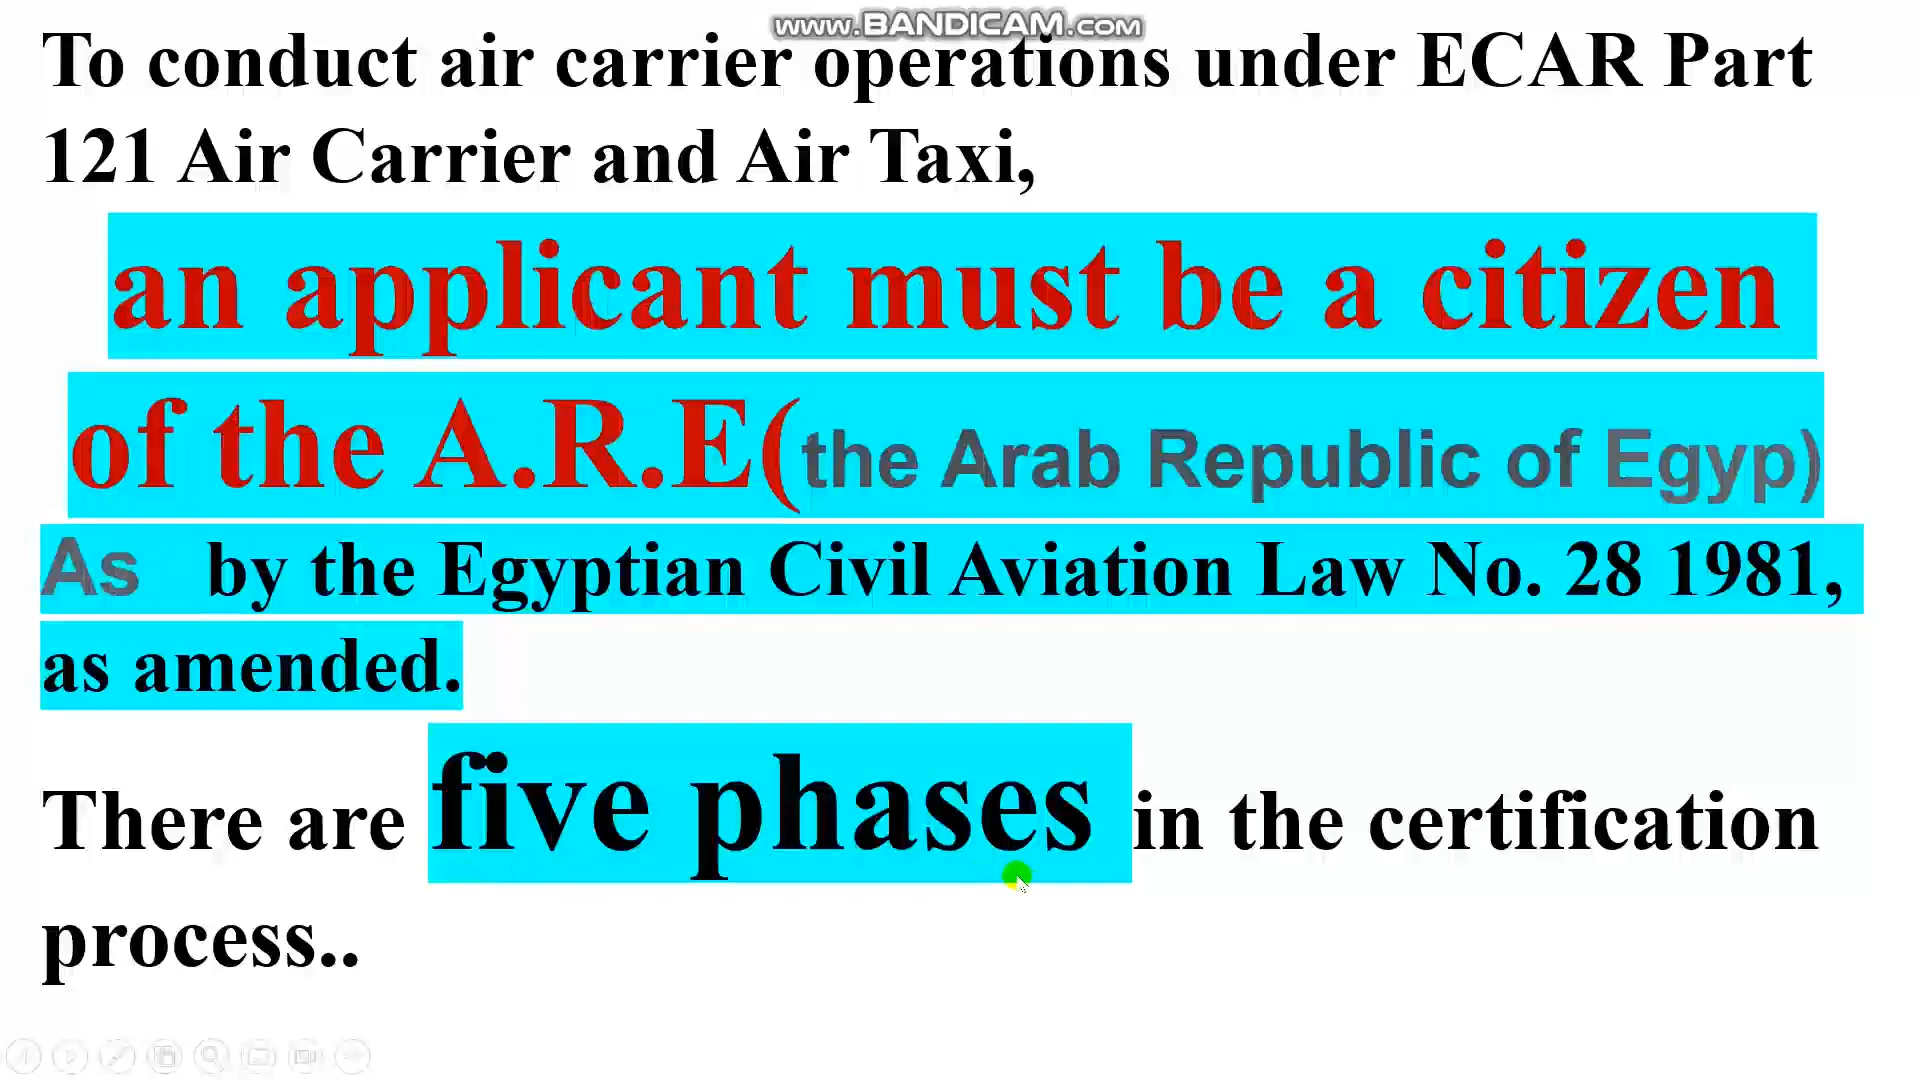 www.BANDICAM.com
To conduct air carrier operations under ECAR Part
121 Air Carrier and Air Taxi,
an applicant must be a citizen
of the A.R.E(the Arab Republic of Egyp)
As by the Egyptian Civil Aviation Law No. 28 1981,
as amended.
There are five phases in the certification
process..